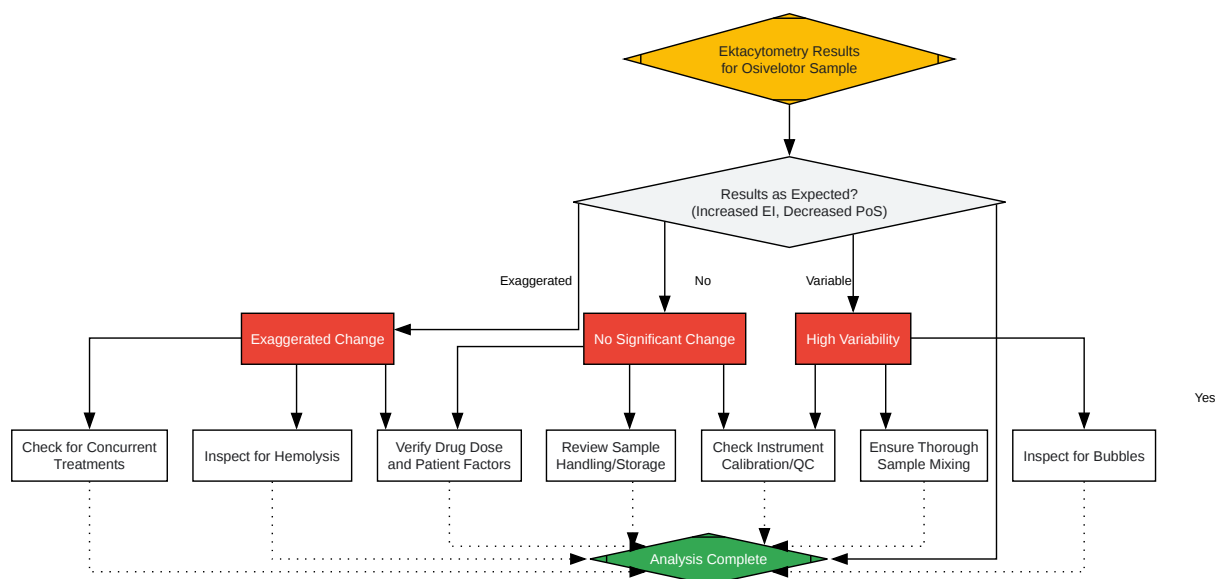 Ektacytometry Results
for Osivelotor Sample
Results as Expected?
(Increased EI, Decreased PoS)
Exaggerated
No
Variable
Exaggerated Change
No Significant Change
High Variability
Yes
Check for Concurrent
Treatments
Inspect for Hemolysis
Verify Drug Dose
and Patient Factors
Review Sample
Handling/Storage
Check Instrument
Calibration/QC
Ensure Thorough
Sample Mixing
Inspect for Bubbles
Analysis Complete